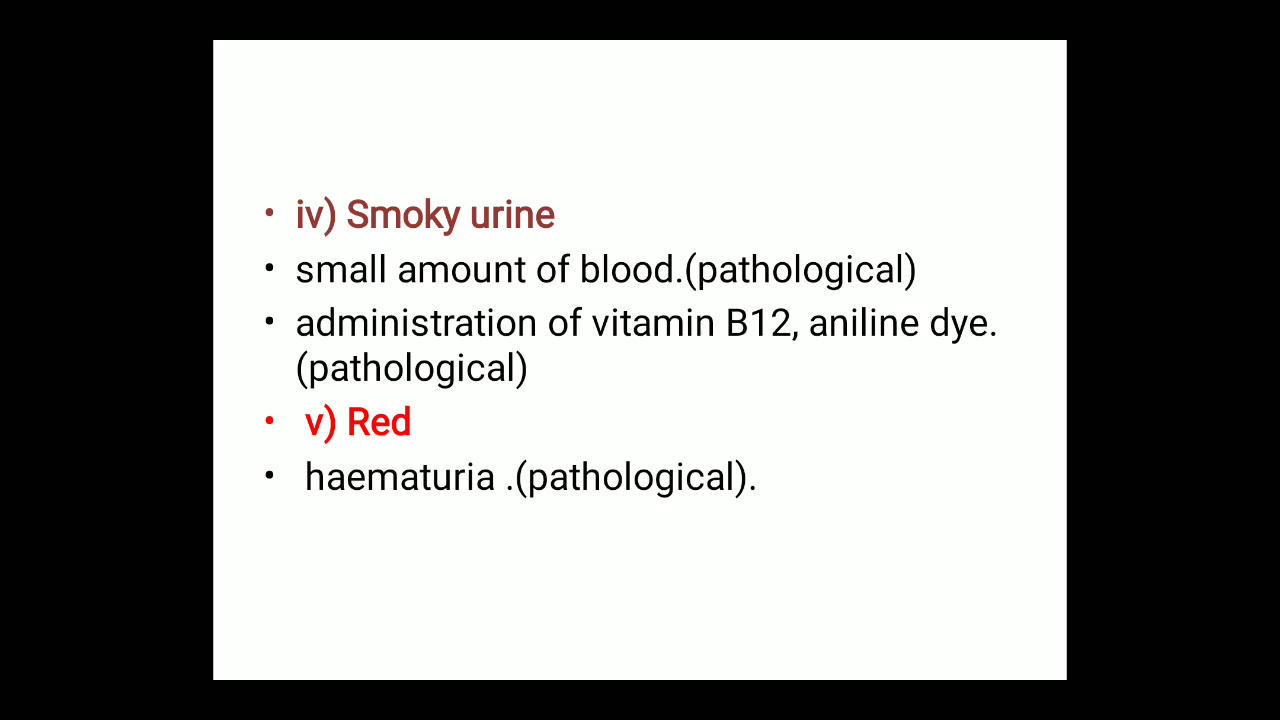 • iv) Smoky urine
• small amount of blood.(pathological)
• administration of vitamin B12, aniline dye.
(pathological)
• v) Red
• haematuria .(pathological).